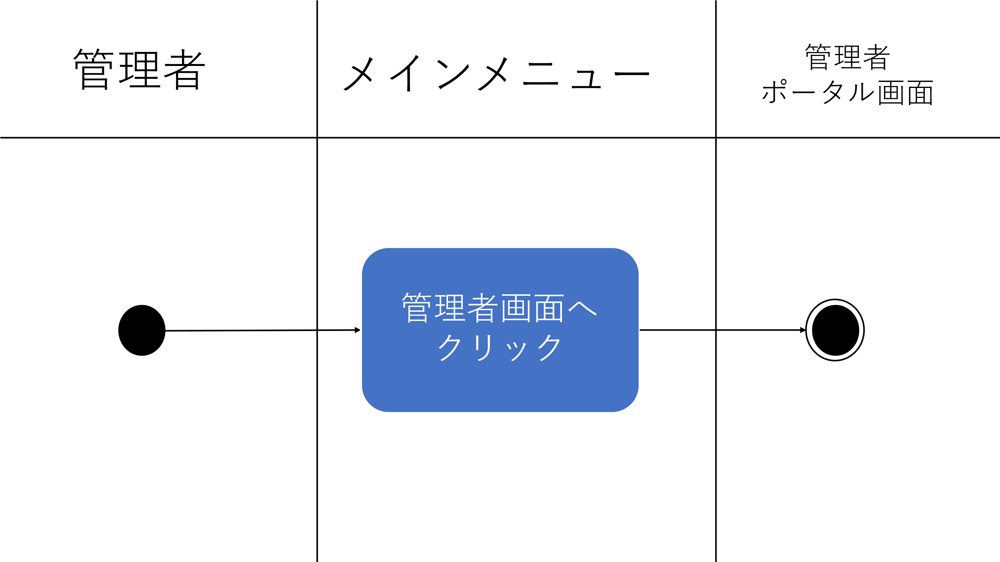 管理者
メインメニュー
管理者
ポータル画面
管理者画面へ
クリック